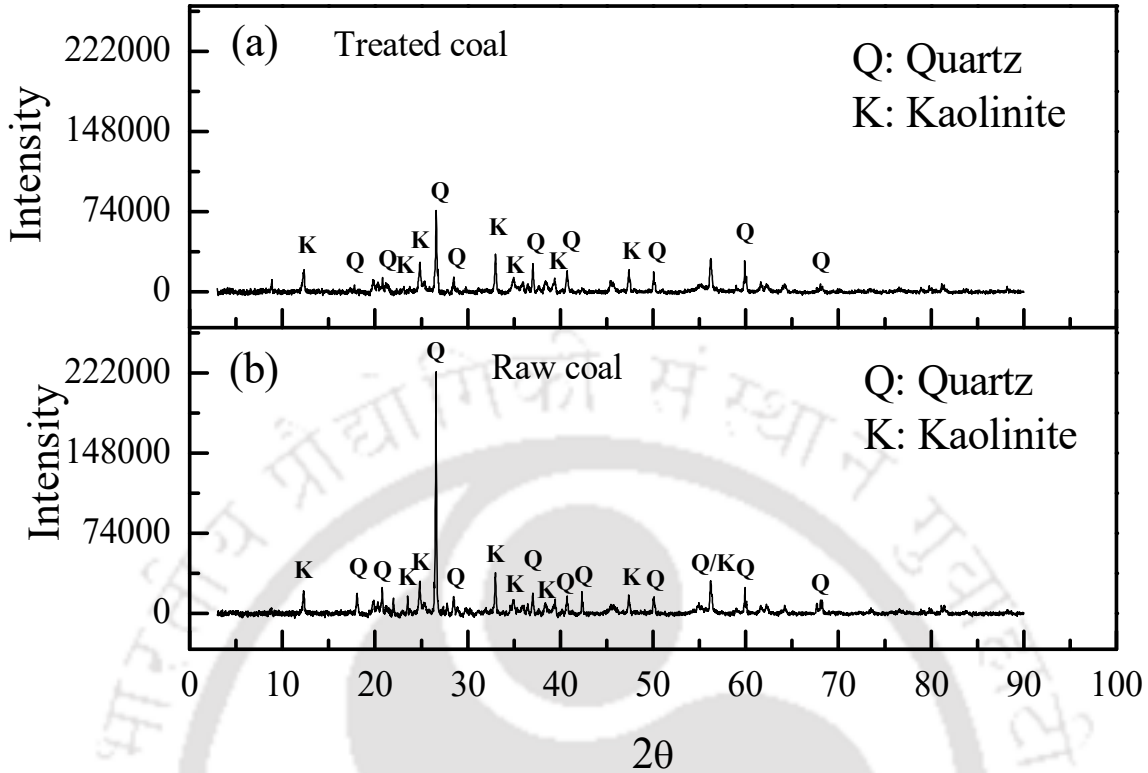 (a) Treated coal
Q: Quartz
K: Kaolinite
Intensity
222000
148000
74000
0
K Q Q K K Q Q K K Q K Q K Q Q Q
(b) Raw coal
Q: Quartz
K: Kaolinite
Intensity
222000
148000
74000
0
K Q Q K K Q Q K K Q K Q Q K Q Q/K Q Q
0 10 20 30 40 50 60 70 80 90 100
2θ